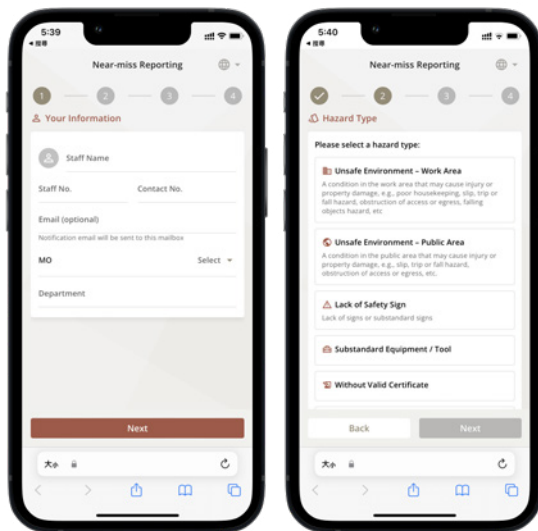 5:39
◀ 搜尋
Near-miss Reporting
1
2
3
4
Your Information
Staff Name
Staff No.
Contact No.
Email (optional)
Notification email will be sent to this mailbox
MO
Select
Department
Next
大小
5:40
◀ 搜尋
Near-miss Reporting
2
3
4
Hazard Type
Please select a hazard type:
Unsafe Environment – Work Area
A condition in the work area that may cause injury or
property damage, e.g., poor housekeeping, slip, trip or
fall hazard, obstruction of access or egress, falling
objects hazard, etc
Unsafe Environment – Public Area
A condition in the public area that may cause injury or
property damage, e.g., slip, trip or fall hazard,
obstruction of access or egress, etc.
Lack of Safety Sign
Lack of signs or substandard signs
Substandard Equipment / Tool
Without Valid Certificate
Back
Next
大小